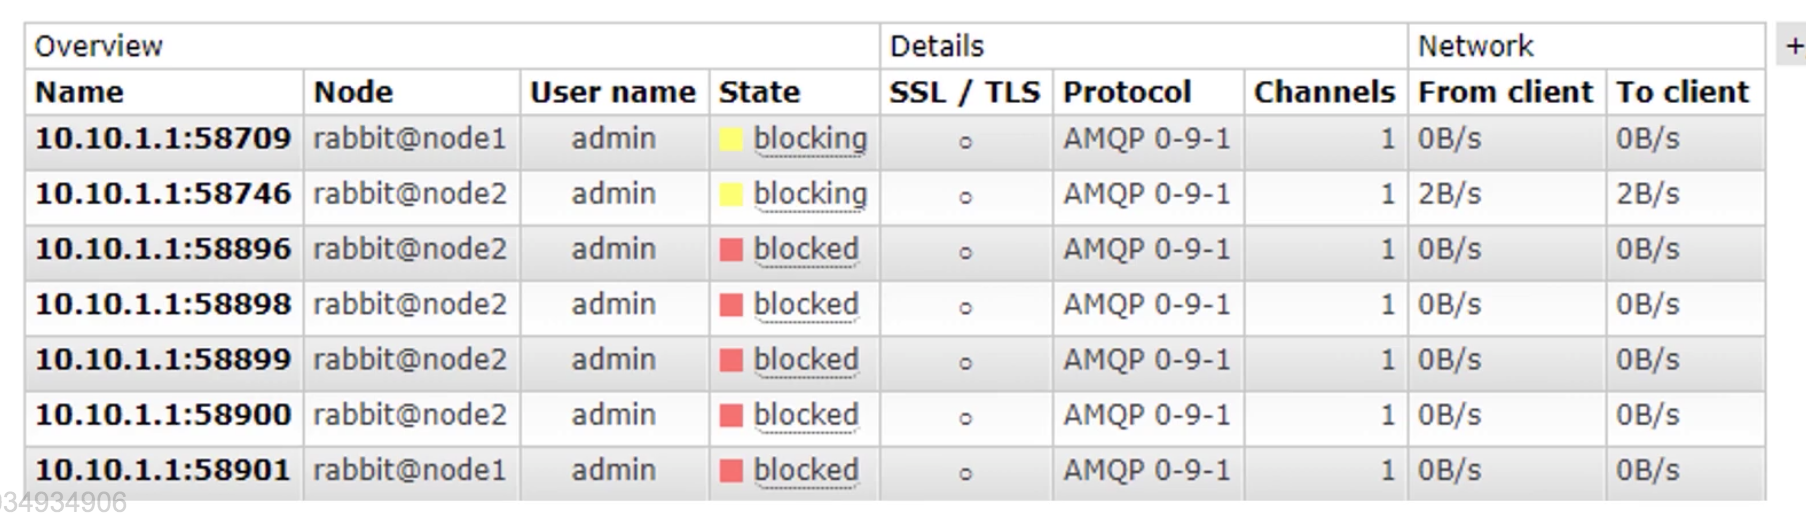 Overview Details Network +
Name Node User name State SSL / TLS Protocol Channels From client To client
10.10.1.1:58709 rabbit@node1 admin blocking ○ AMQP 0-9-1 1 0B/s 0B/s
10.10.1.1:58746 rabbit@node2 admin blocking ○ AMQP 0-9-1 1 2B/s 2B/s
10.10.1.1:58896 rabbit@node2 admin blocked ○ AMQP 0-9-1 1 0B/s 0B/s
10.10.1.1:58898 rabbit@node2 admin blocked ○ AMQP 0-9-1 1 0B/s 0B/s
10.10.1.1:58899 rabbit@node2 admin blocked ○ AMQP 0-9-1 1 0B/s 0B/s
10.10.1.1:58900 rabbit@node2 admin blocked ○ AMQP 0-9-1 1 0B/s 0B/s
10.10.1.1:58901 rabbit@node1 admin blocked ○ AMQP 0-9-1 1 0B/s 0B/s
034934906